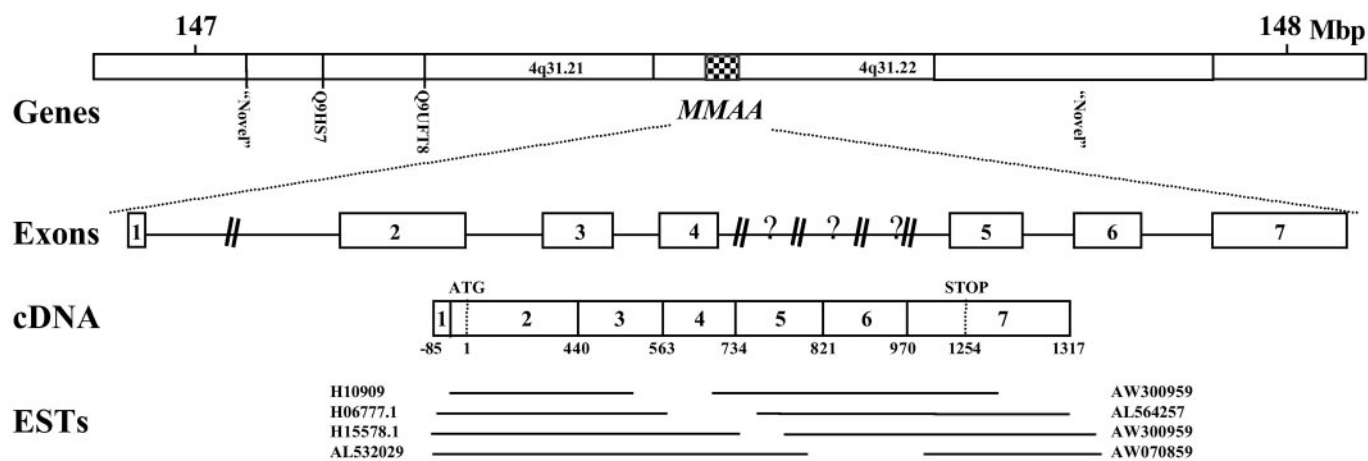 147 148 Mbp
4q31.21 4q31.22
Genes "Novel" Q9HS7 Q9UFT8 MMAA "Novel"
Exons 1 2 3 4 ? ? ? 5 6 7
ATG STOP
cDNA 1 2 3 4 5 6 7
-85 1 440 563 734 821 970 1254 1317
H10909 AW300959
ESTs H06777.1 AL564257
H15578.1 AW300959
AL532029 AW070859